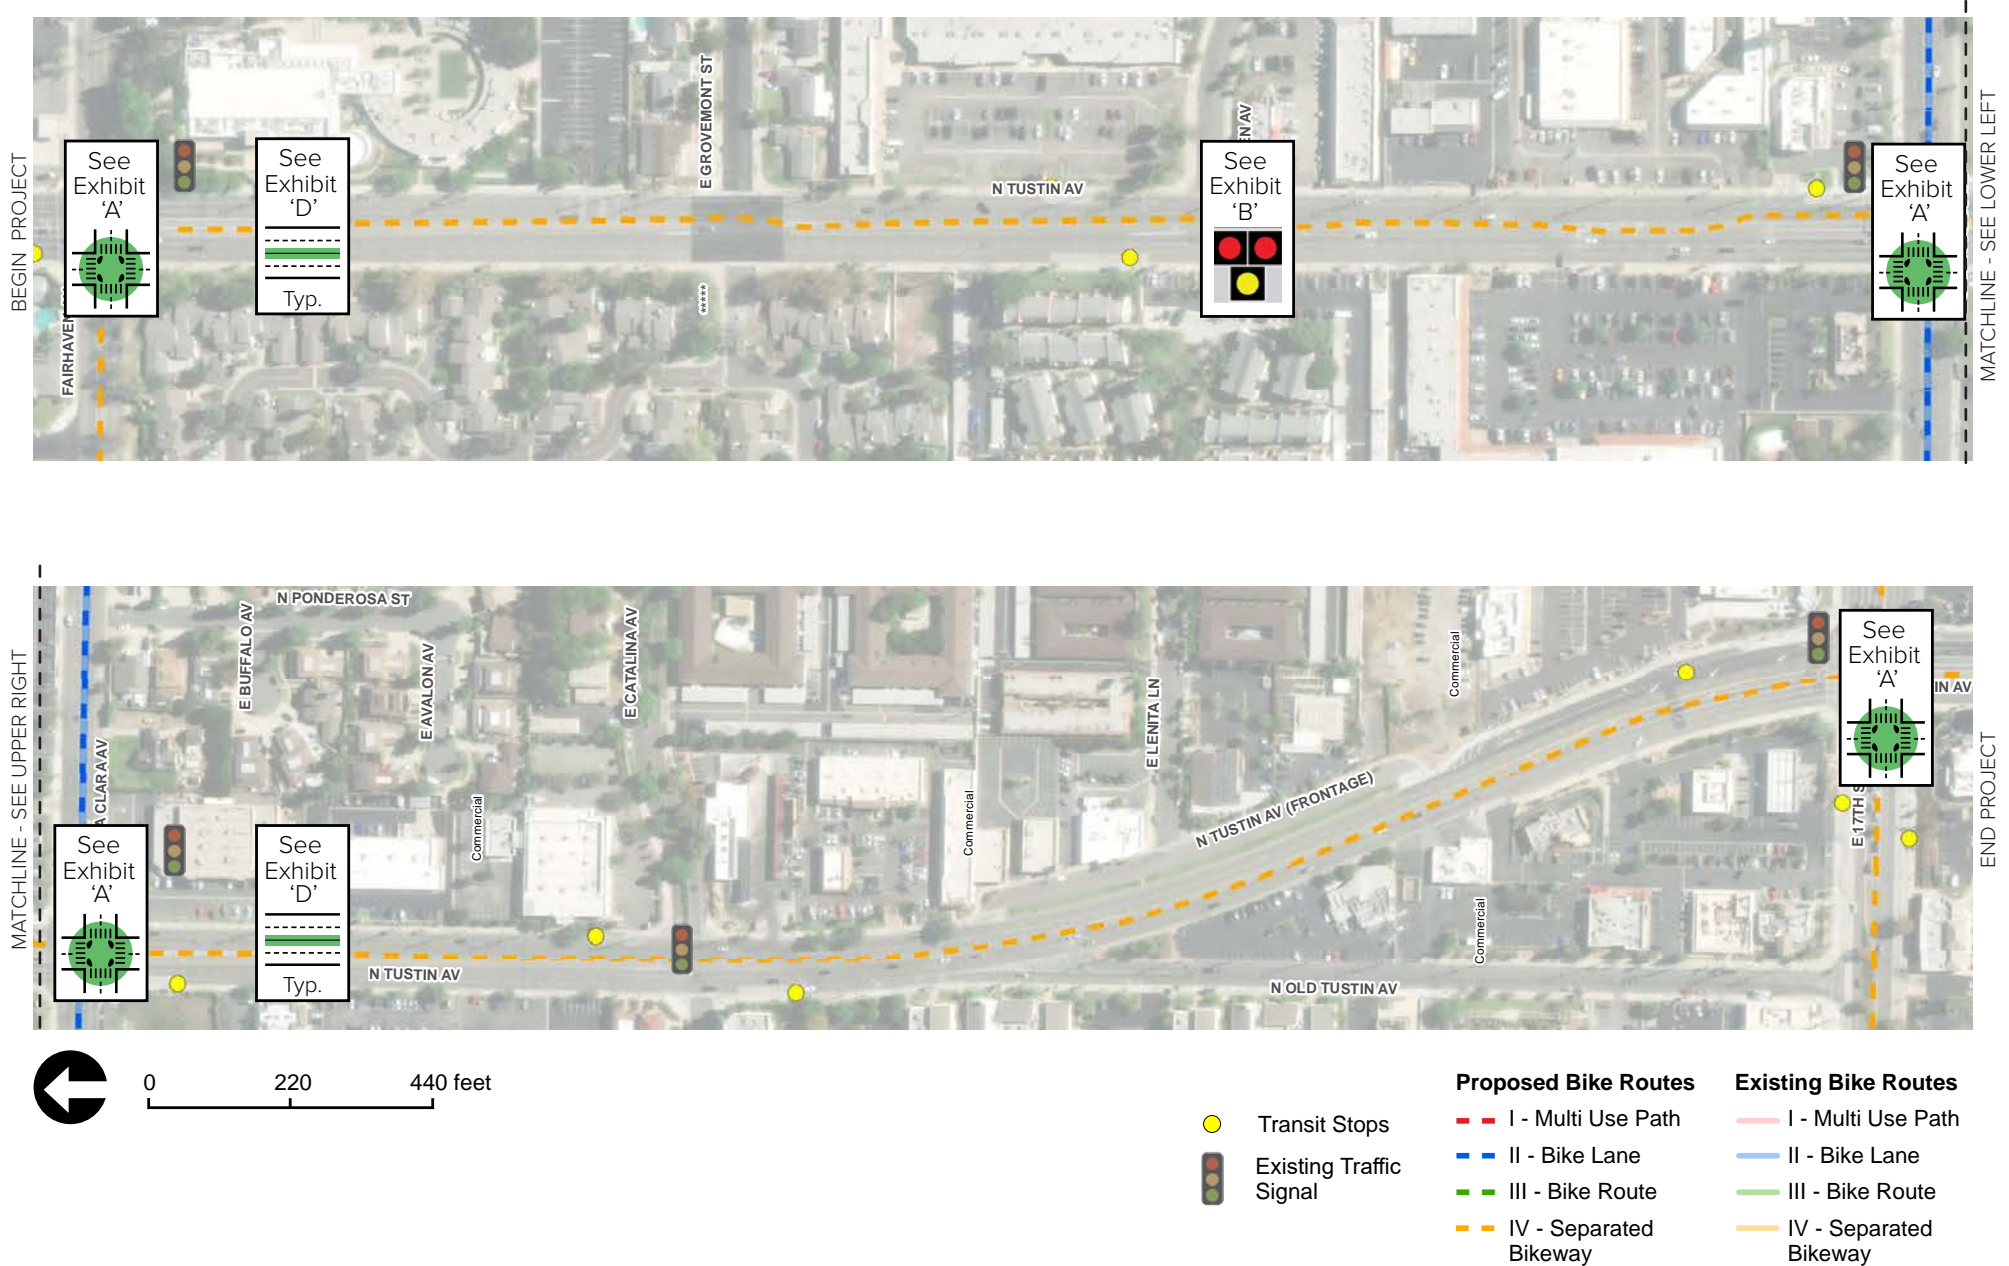 BEGIN PROJECT
See
Exhibit
‘A’
FAIRHAVEN
See
Exhibit
‘D’
Typ.
E GROVEMONT ST
*****
N TUSTIN AV
EN AV
See
Exhibit
‘B’
See
Exhibit
‘A’
MATCHLINE - SEE LOWER LEFT
MATCHLINE - SEE UPPER RIGHT
A CLARA AV
See
Exhibit
‘A’
N PONDEROSA ST
E BUFFALO AV
See
Exhibit
‘D’
Typ.
E AVALON AV
N TUSTIN AV
Commercial
E CATALINA AV
Commercial
E LENITA LN
N TUSTIN AV (FRONTAGE)
N OLD TUSTIN AV
Commercial
Commercial
See
Exhibit
‘A’
IN AV
E 17TH S
END PROJECT
0 220 440 feet
Transit Stops
Existing Traffic
Signal
Proposed Bike Routes
I - Multi Use Path
II - Bike Lane
III - Bike Route
IV - Separated
Bikeway
Existing Bike Routes
I - Multi Use Path
II - Bike Lane
III - Bike Route
IV - Separated
Bikeway